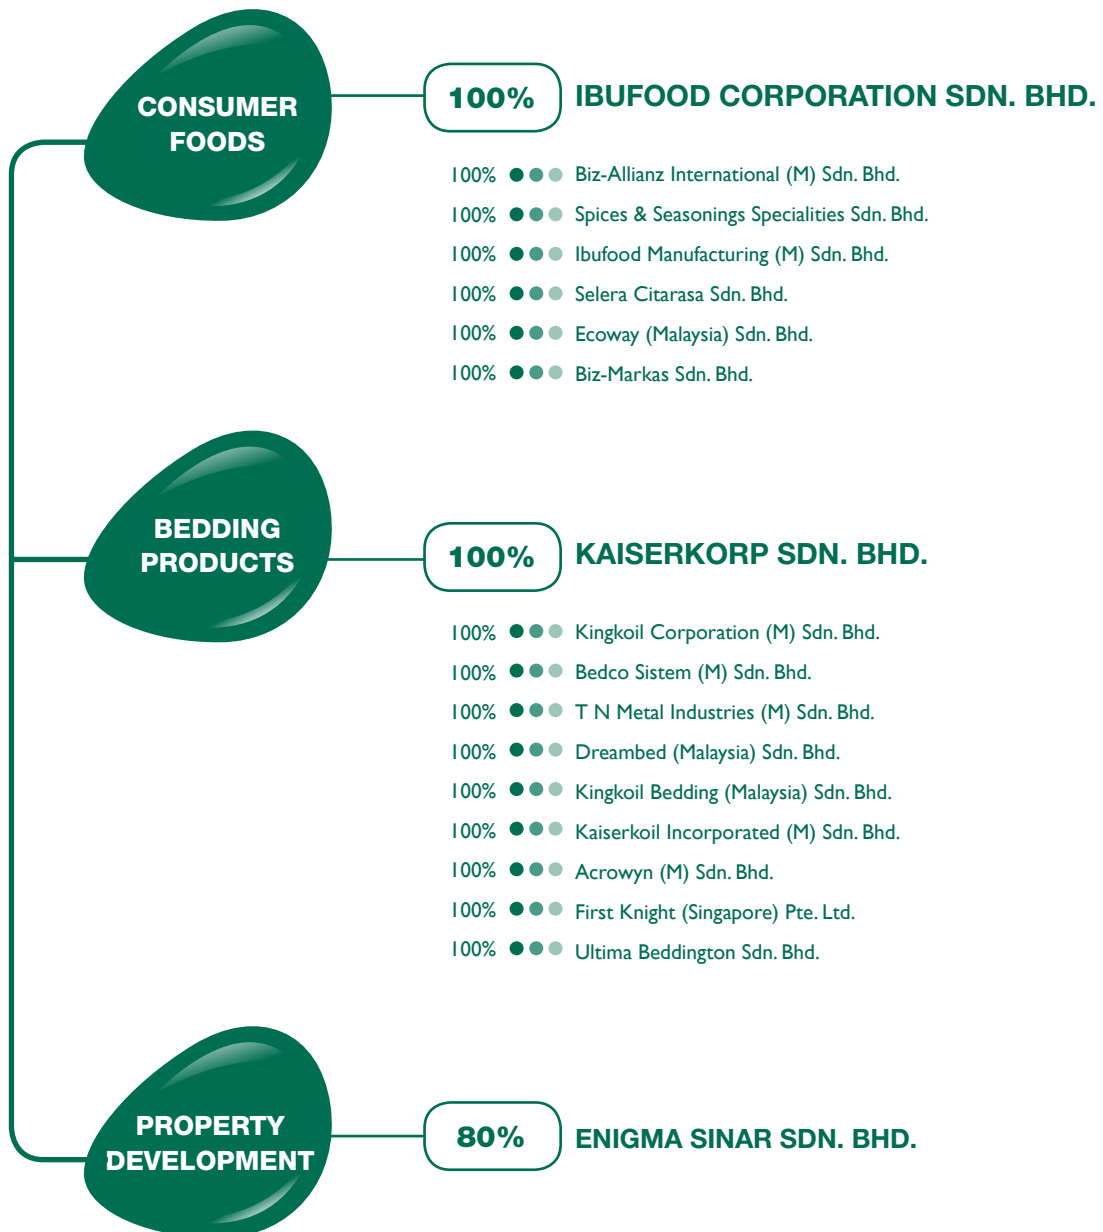 CONSUMER
FOODS
100% IBUFOOD CORPORATION SDN. BHD.
100% Biz-Allianz International (M) Sdn. Bhd.
100% Spices & Seasonings Specialities Sdn. Bhd.
100% Ibufood Manufacturing (M) Sdn. Bhd.
100% Selera Citarasa Sdn. Bhd.
100% Ecoway (Malaysia) Sdn. Bhd.
100% Biz-Markas Sdn. Bhd.
BEDDING
PRODUCTS
100% KAISERKORP SDN. BHD.
100% Kingkoil Corporation (M) Sdn. Bhd.
100% Bedco Sistem (M) Sdn. Bhd.
100% T N Metal Industries (M) Sdn. Bhd.
100% Dreambed (Malaysia) Sdn. Bhd.
100% Kingkoil Bedding (Malaysia) Sdn. Bhd.
100% Kaiserkoil Incorporated (M) Sdn. Bhd.
100% Acrowyn (M) Sdn. Bhd.
100% First Knight (Singapore) Pte. Ltd.
100% Ultima Beddington Sdn. Bhd.
PROPERTY
DEVELOPMENT
80% ENIGMA SINAR SDN. BHD.